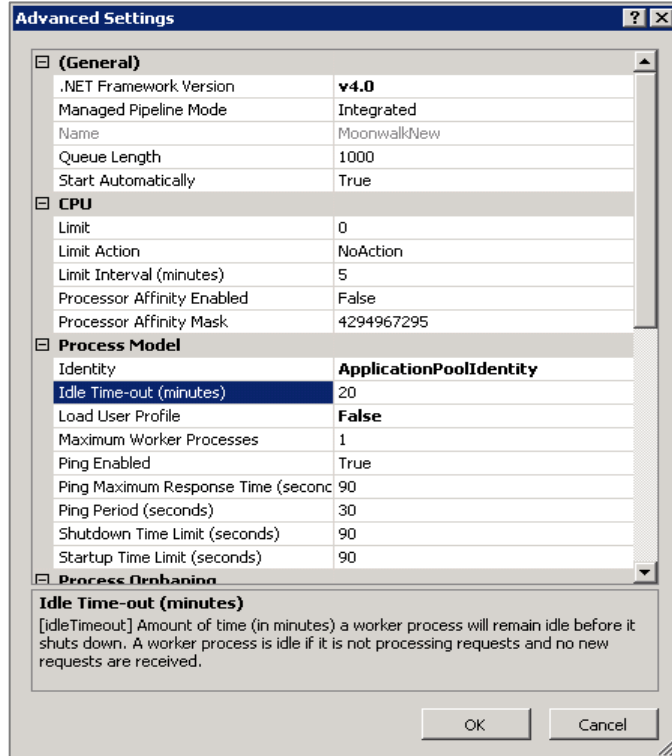 Advanced Settings
(General)
.NET Framework Version v4.0
Managed Pipeline Mode Integrated
Name MoonwalkNew
Queue Length 1000
Start Automatically True
CPU
Limit 0
Limit Action NoAction
Limit Interval (minutes) 5
Processor Affinity Enabled False
Processor Affinity Mask 4294967295
Process Model
Identity ApplicationPoolIdentity
Idle Time-out (minutes) 20
Load User Profile False
Maximum Worker Processes 1
Ping Enabled True
Ping Maximum Response Time (second 90
Ping Period (seconds) 30
Shutdown Time Limit (seconds) 90
Startup Time Limit (seconds) 90
Process Orphaning
Idle Time-out (minutes)
[idleTimeout] Amount of time (in minutes) a worker process will remain idle before it
shuts down. A worker process is idle if it is not processing requests and no new
requests are received.
OK Cancel